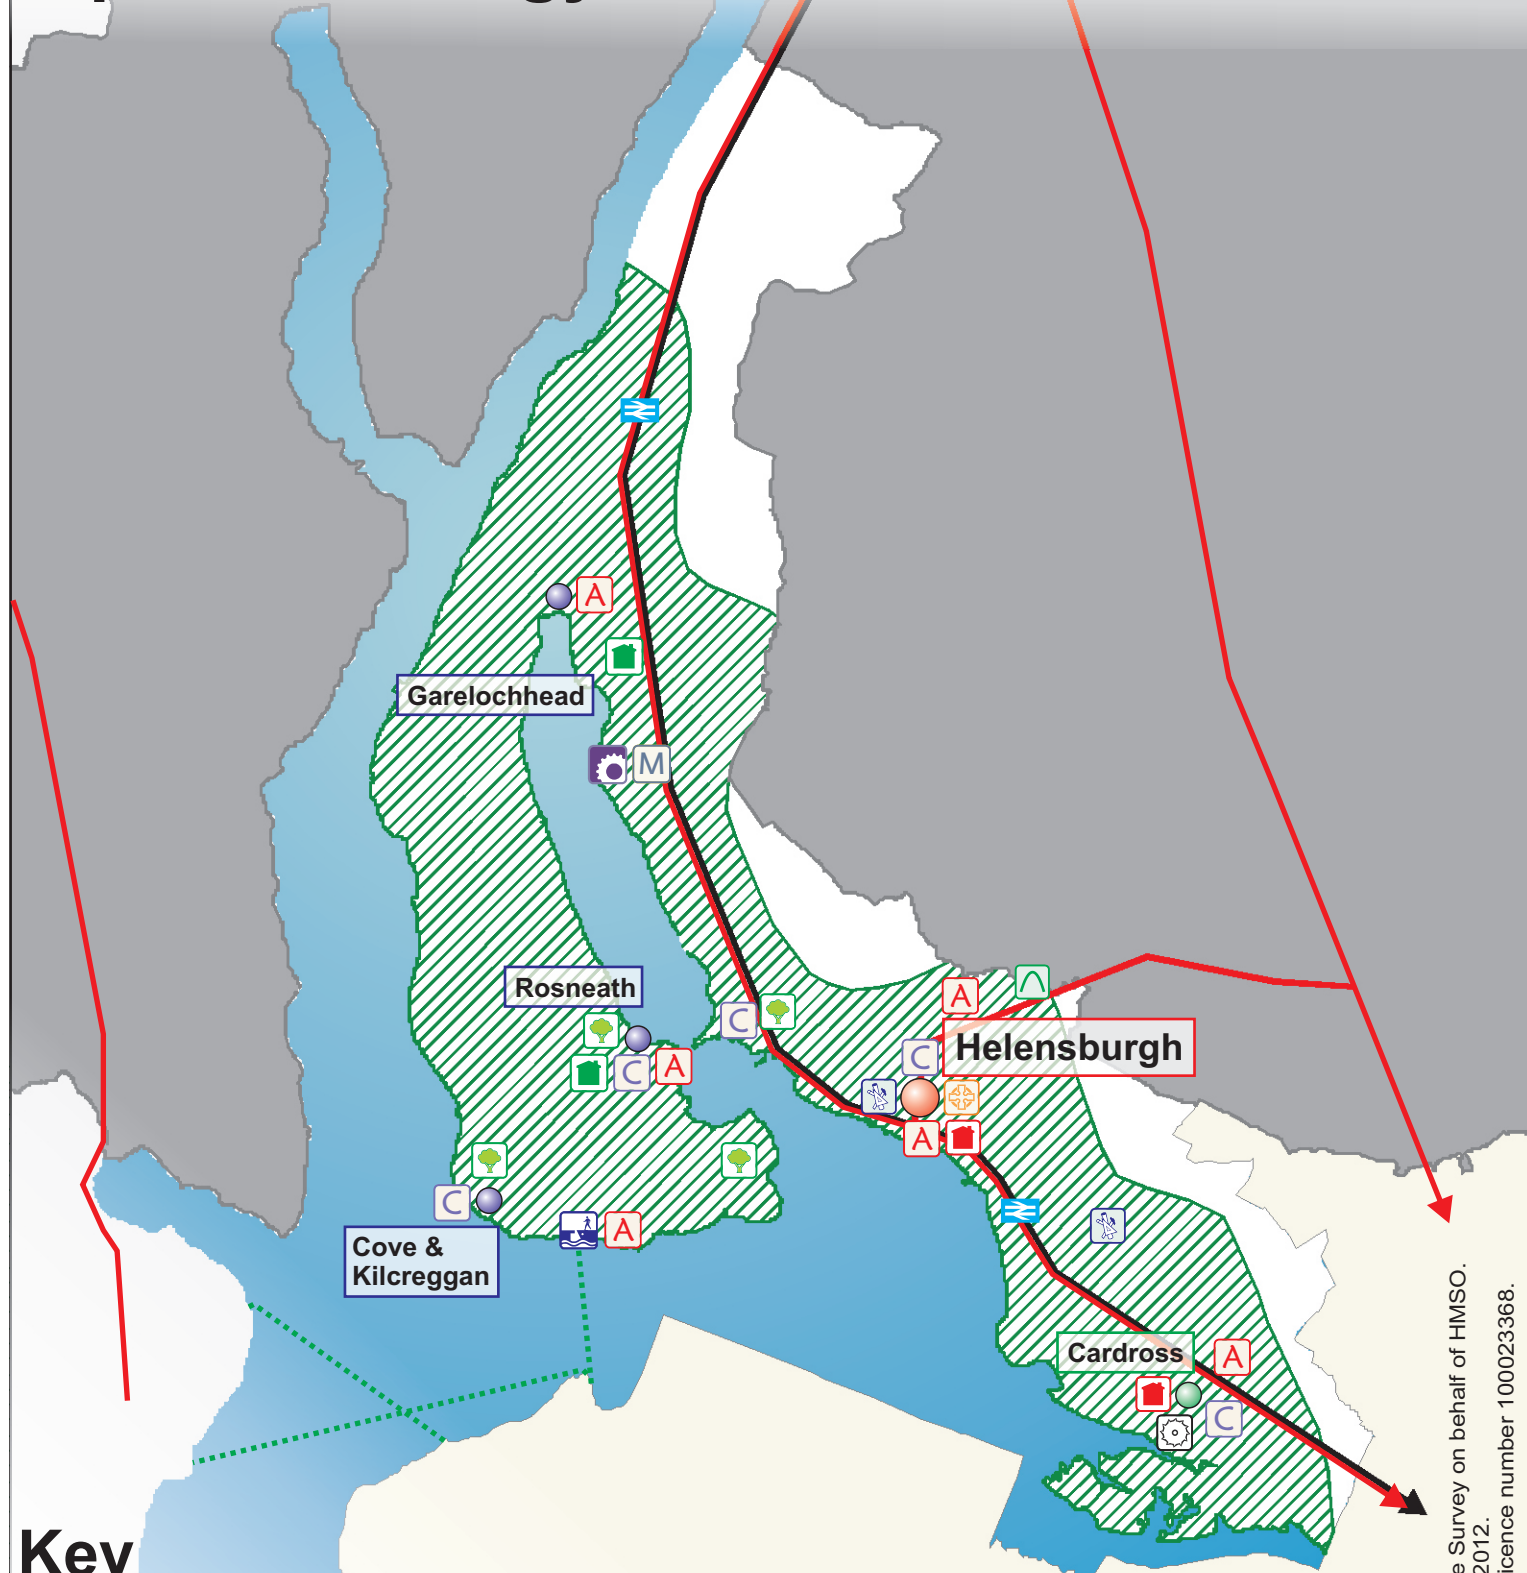 A
Garelochhead
M
Rosneath
A
C
C
Helensburgh
C
A
A
C
Cove &
Kilcreggan
A
Cardross
A
C
Key
e Survey on behalf of HMSO.
2012.
icence number 100023368.